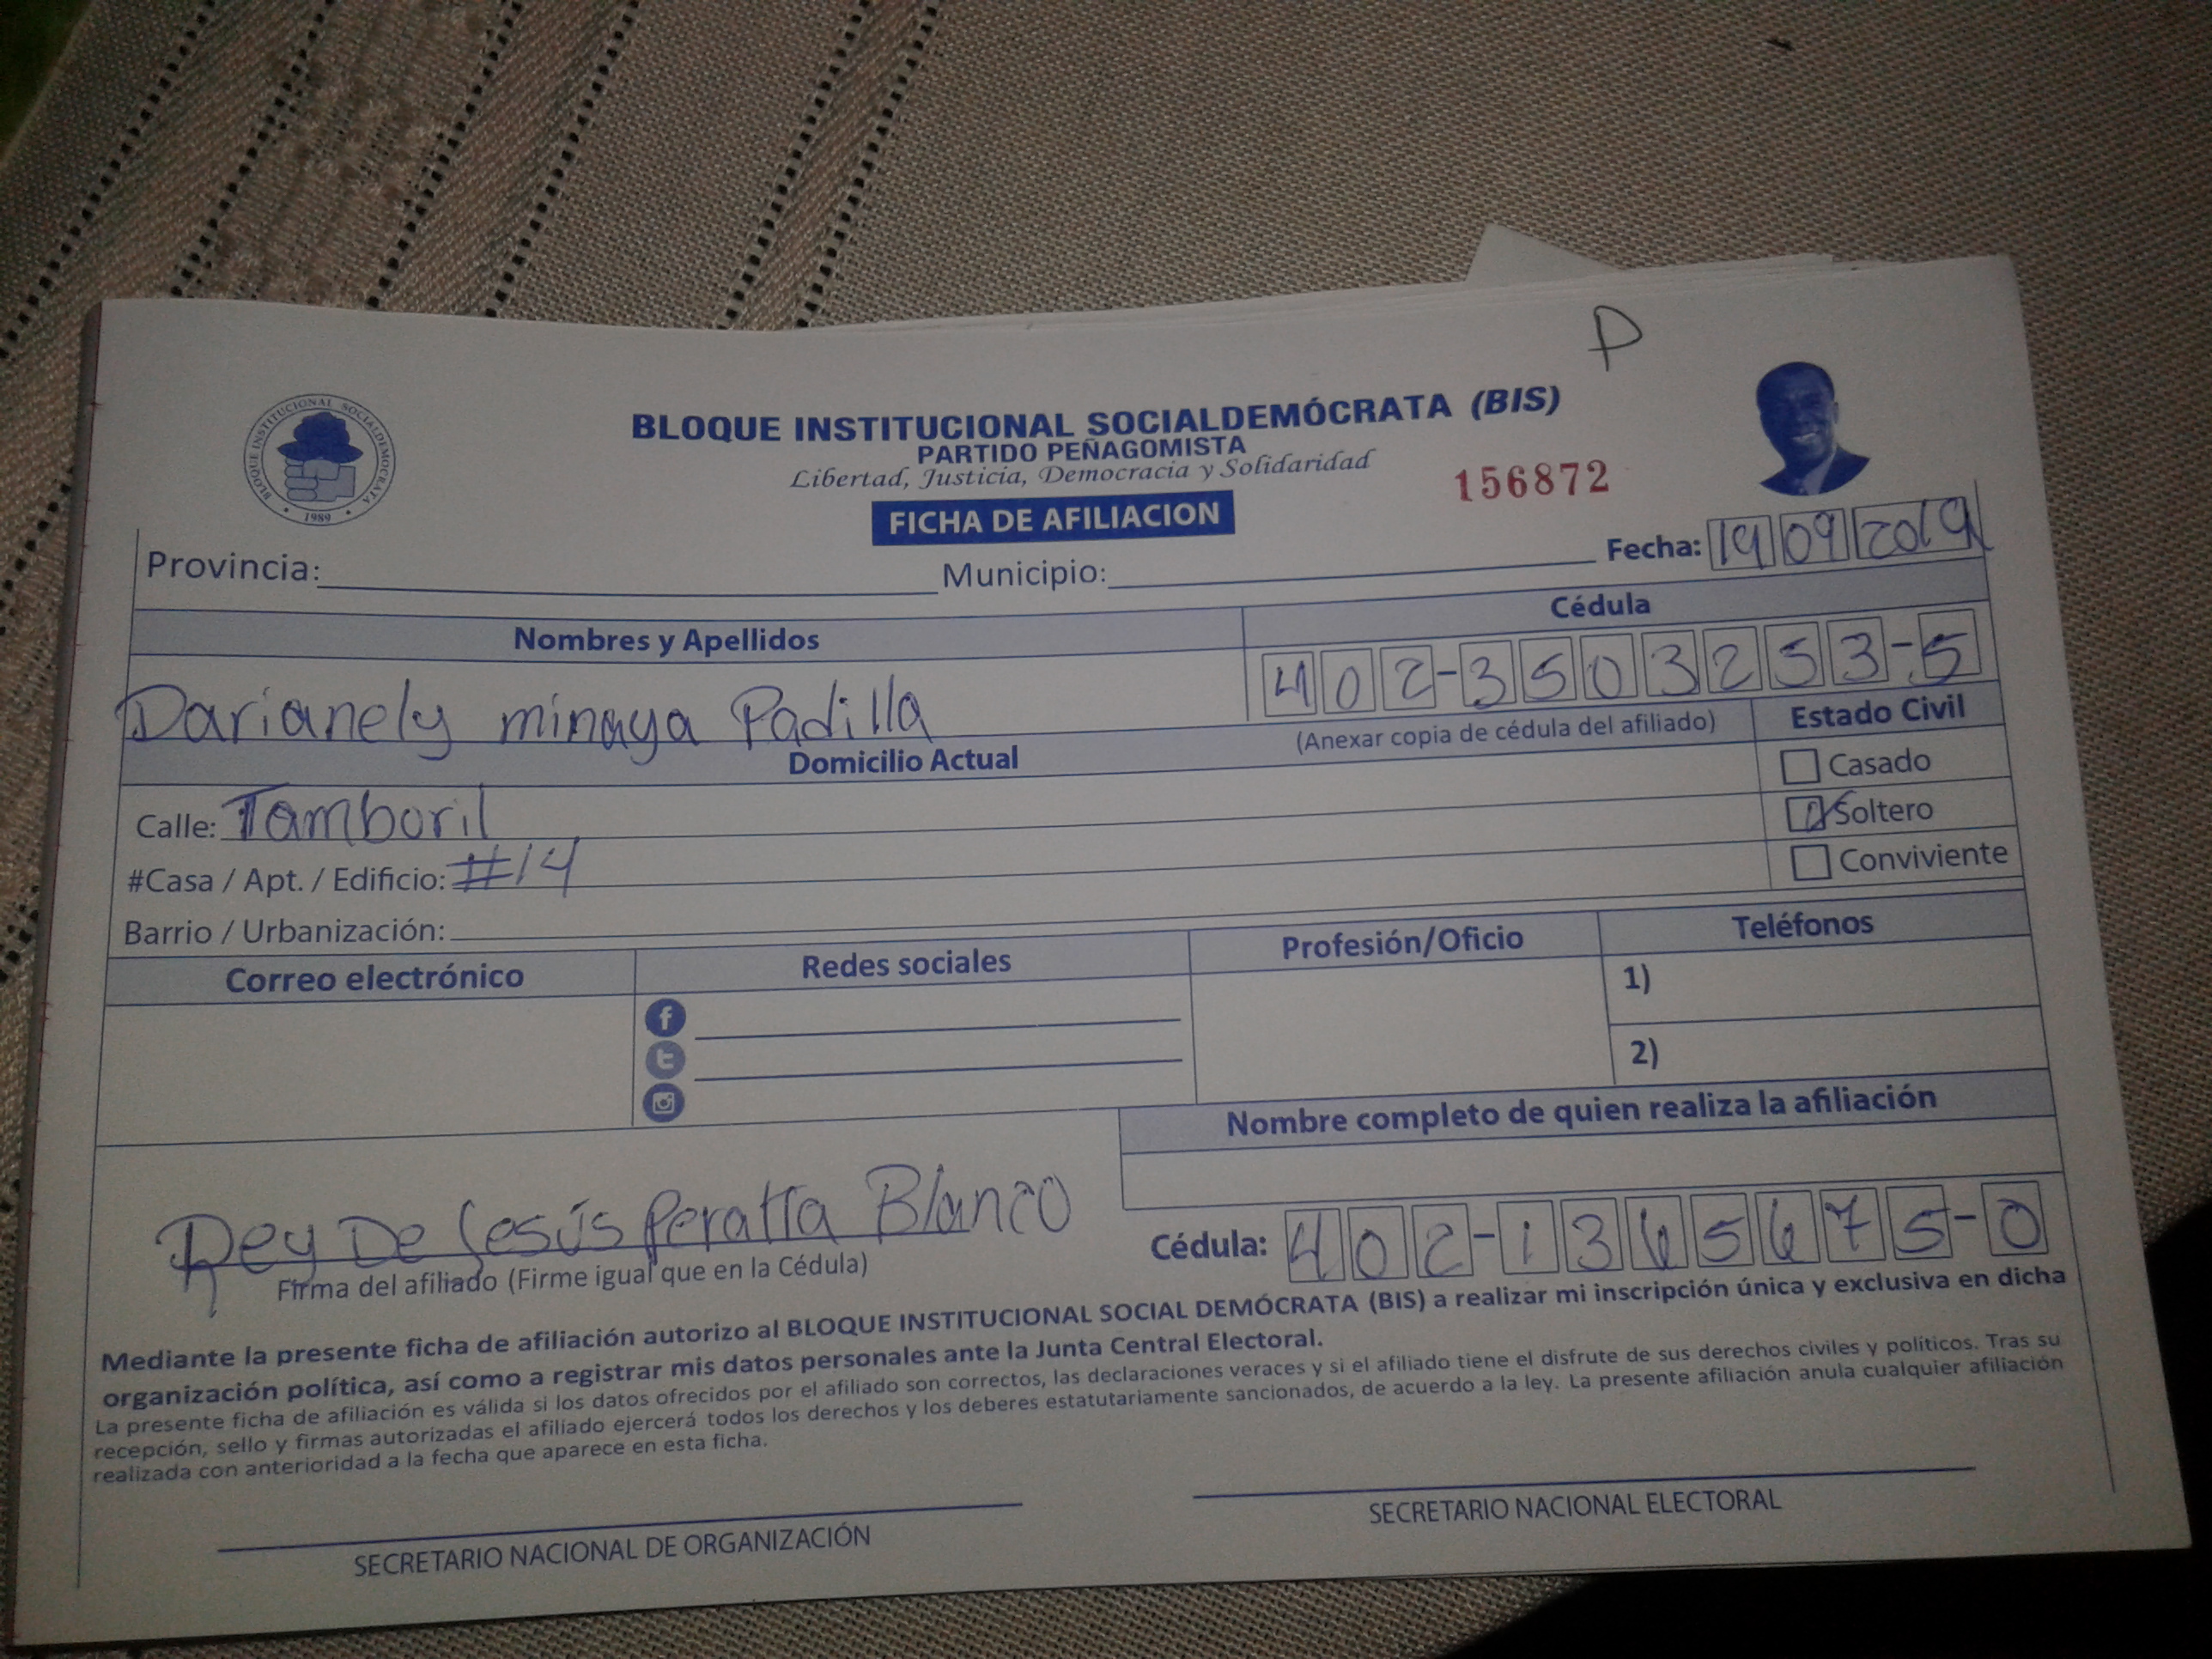 P
BLOQUE INSTITUCIONAL SOCIALDEMÓCRATA
1989
BLOQUE INSTITUCIONAL SOCIALDEMÓCRATA (BIS)
PARTIDO PEÑAGOMISTA
Libertad, Justicia, Democracia y Solidaridad
156872
FICHA DE AFILIACION
Fecha: 19 09 2019
Provincia: Municipio:
Nombres y Apellidos Cédula
Darianely minaya Padilla 402-3503253-5
(Anexar copia de cédula del afiliado) Estado Civil
Domicilio Actual
Casado
Calle: Tamboril
Soltero
#Casa / Apt. / Edificio: #14
Conviviente
Barrio / Urbanización:
Correo electrónico Redes sociales Profesión/Oficio Teléfonos
1)
2)
Nombre completo de quien realiza la afiliación
Rey De Jesús Peralta Blanco
Cédula: 402-1365675-0
Firma del afiliado (Firme igual que en la Cédula)
Mediante la presente ficha de afiliación autorizo al BLOQUE INSTITUCIONAL SOCIAL DEMÓCRATA (BIS) a realizar mi inscripción única y exclusiva en dicha
organización política, así como a registrar mis datos personales ante la Junta Central Electoral.
La presente ficha de afiliación es válida si los datos ofrecidos por el afiliado son correctos, las declaraciones veraces y si el afiliado tiene el disfrute de sus derechos civiles y políticos. Tras su
recepción, sello y firmas autorizadas el afiliado ejercerá todos los derechos y los deberes estatutariamente sancionados, de acuerdo a la ley. La presente afiliación anula cualquier afiliación
realizada con anterioridad a la fecha que aparece en esta ficha.
SECRETARIO NACIONAL DE ORGANIZACIÓN SECRETARIO NACIONAL ELECTORAL